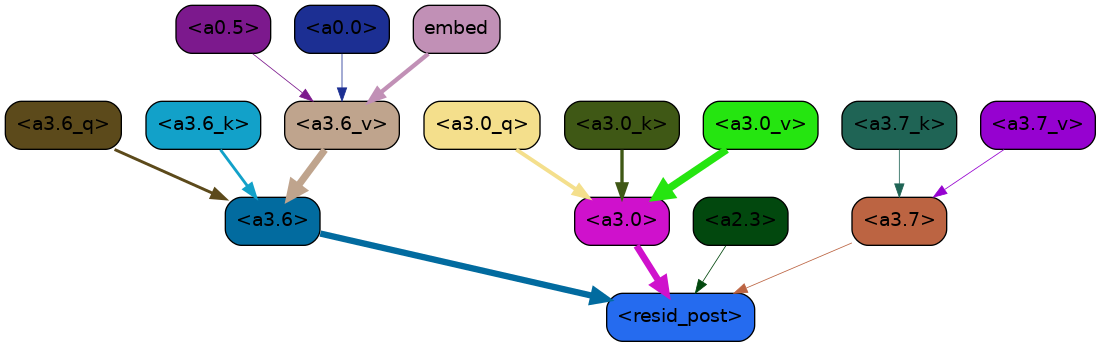 <a0.5> <a0.0> embed
<a3.6_q> <a3.6_k> <a3.6_v> <a3.0_q> <a3.0_k> <a3.0_v> <a3.7_k> <a3.7_v>
<a3.6> <a3.0> <a2.3> <a3.7>
<resid_post>